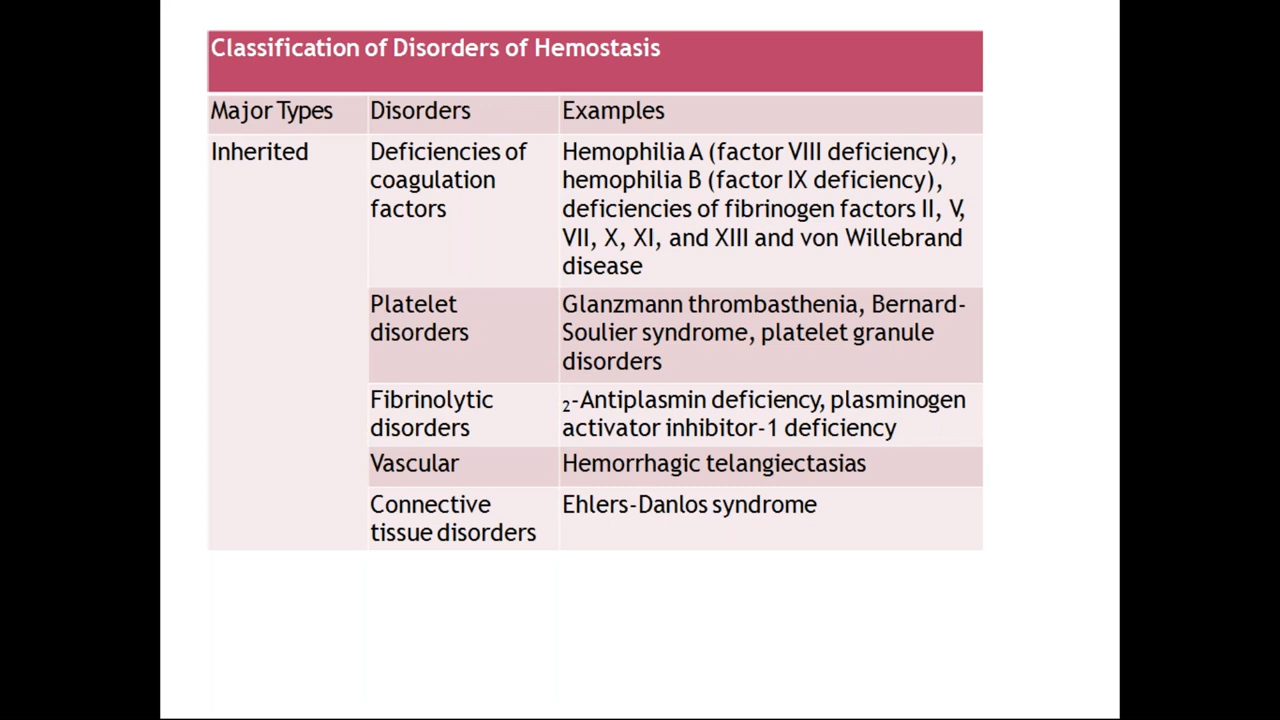 Classification of Disorders of Hemostasis
Major Types Disorders Examples
Inherited
Deficiencies of
coagulation
factors
Hemophilia A (factor VIII deficiency),
hemophilia B (factor IX deficiency),
deficiencies of fibrinogen factors II, V,
VII, X, XI, and XIII and von Willebrand
disease
Platelet
disorders
Glanzmann thrombasthenia, Bernard-
Soulier syndrome, platelet granule
disorders
Fibrinolytic
disorders
₂-Antiplasmin deficiency, plasminogen
activator inhibitor-1 deficiency
Vascular
Hemorrhagic telangiectasias
Connective
tissue disorders
Ehlers-Danlos syndrome